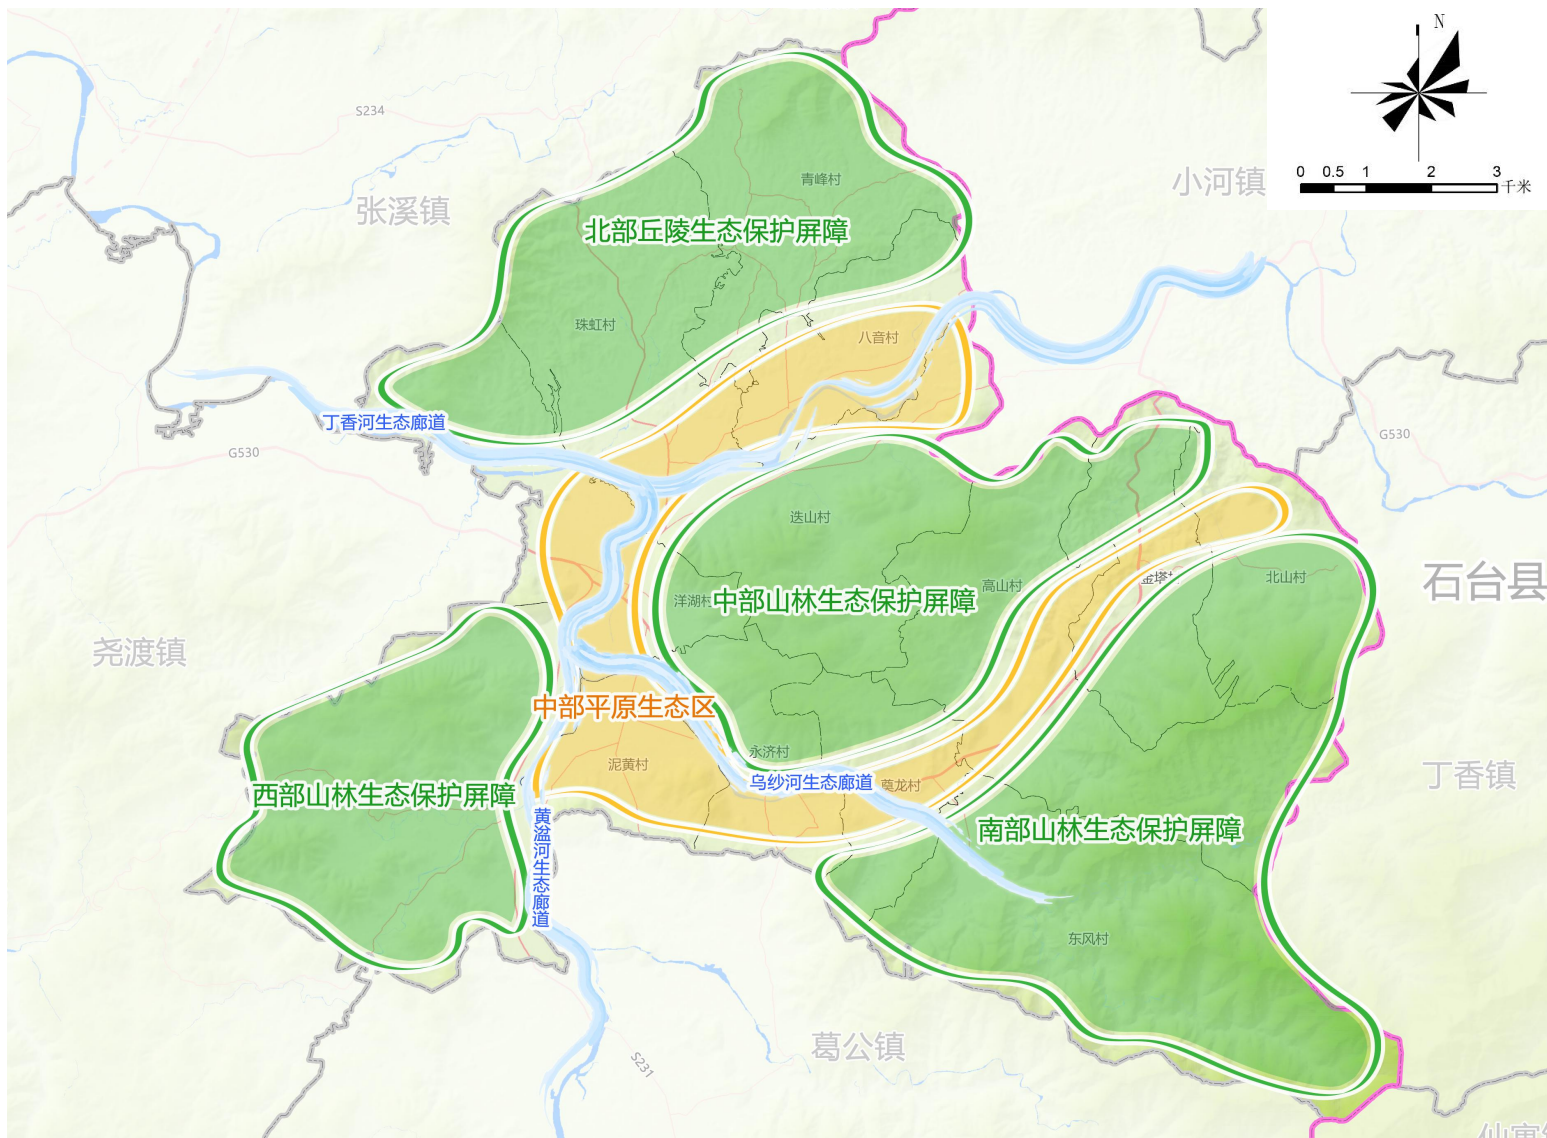 N
0 0.5 1 2 3 千米
S234
青峰村
小河镇
张溪镇
北部丘陵生态保护屏障
珠虹村
八音村
丁香河生态廊道
G530
G530
迭山村
石台县
北山村
高山村
洋湖村
中部山林生态保护屏障
尧渡镇
中部平原生态区
永济村
泥黄村
乌纱河生态廊道
奠龙村
丁香镇
西部山林生态保护屏障
南部山林生态保护屏障
黄湓河生态廊道
东风村
葛公镇
S231